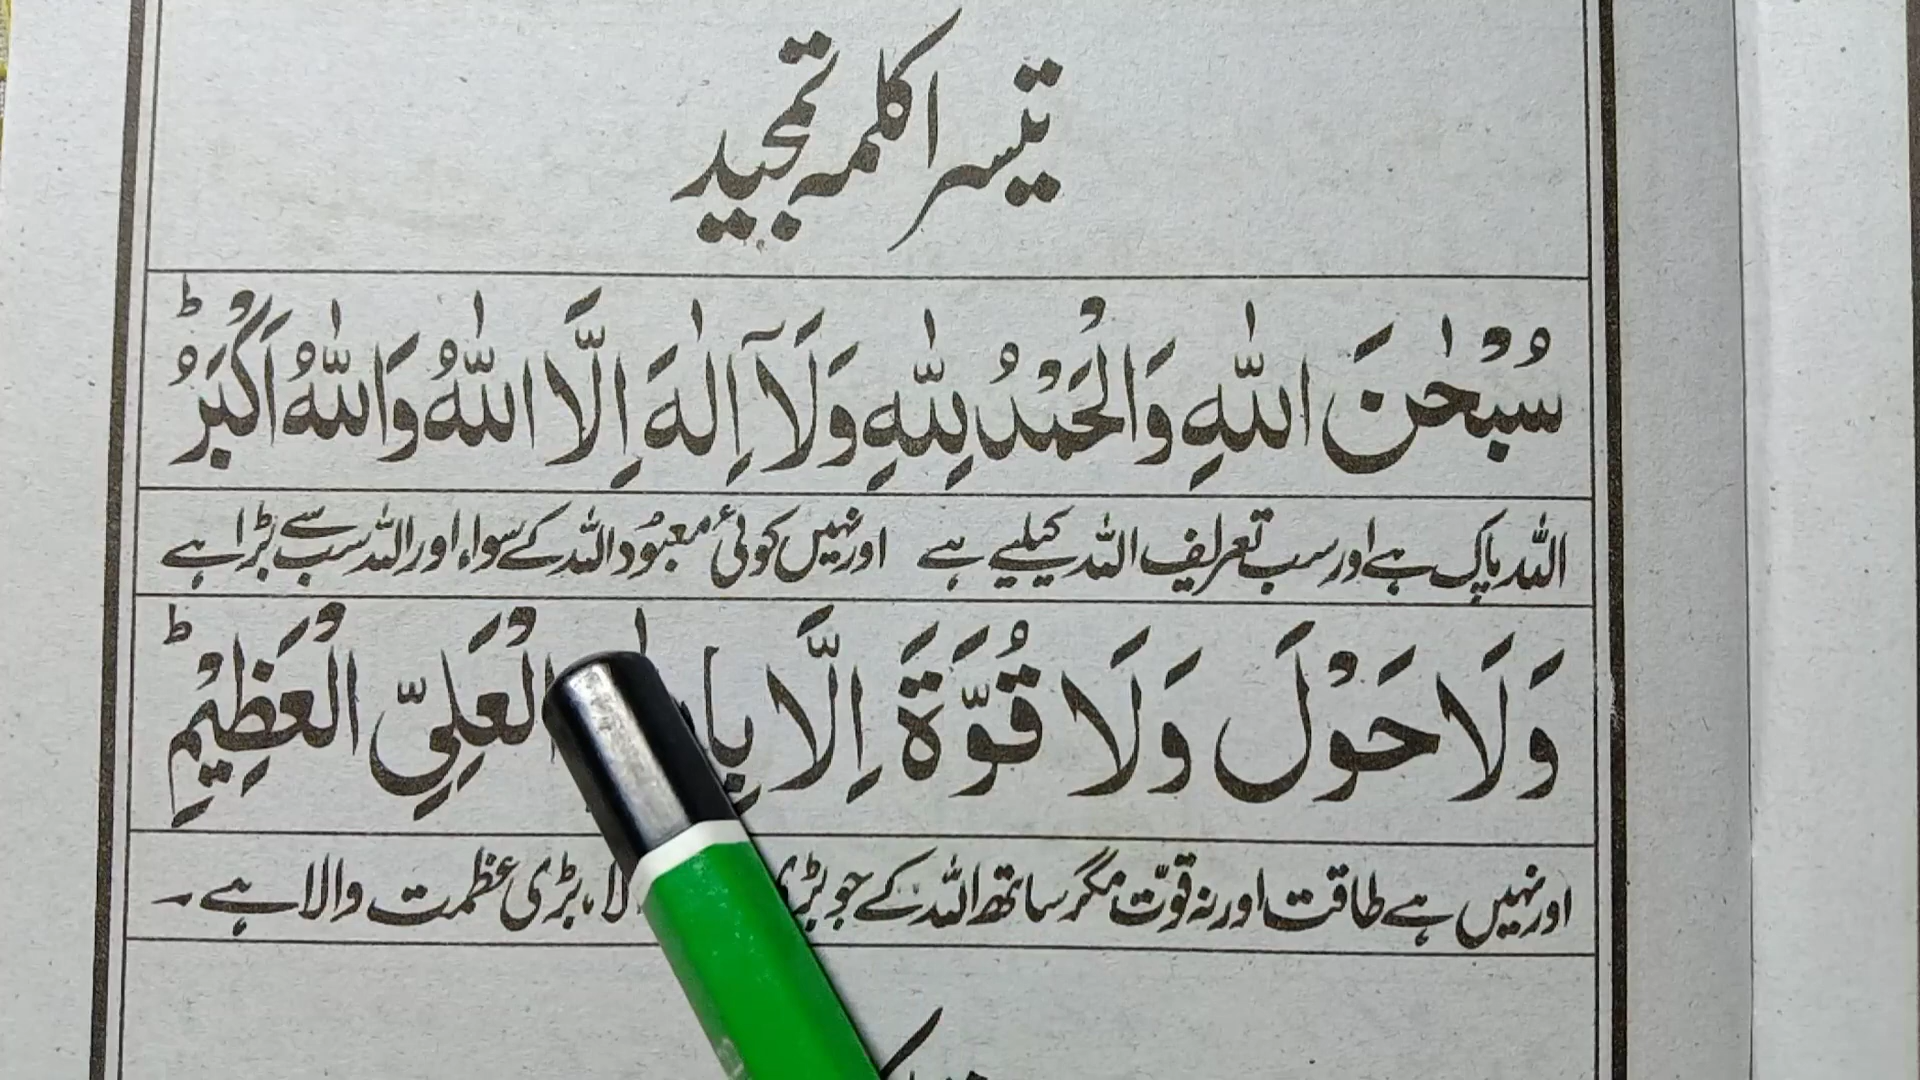 تیسرا کلمہ تمجید
سُبْحٰنَ اللّٰهِ وَالْحَمْدُ لِلّٰهِ وَلَآ اِلٰهَ اِلَّا اللّٰهُ وَاللّٰهُ اَکْبَرُ ؕ
اللہ پاک ہے اور سب تعریف اللہ کیلیے ہے اور نہیں کوئی معبود اللہ کے سواء اور اللہ سب سے بڑا ہے
وَلَا حَوْلَ وَلَا قُوَّةَ اِلَّا الْعَلِیِّ الْعَظِیْمِ ؕ
اور نہیں ہے طاقت اور نہ قوّت مگر ساتھ اللہ کے جو بڑی عظمت والا ہے۔